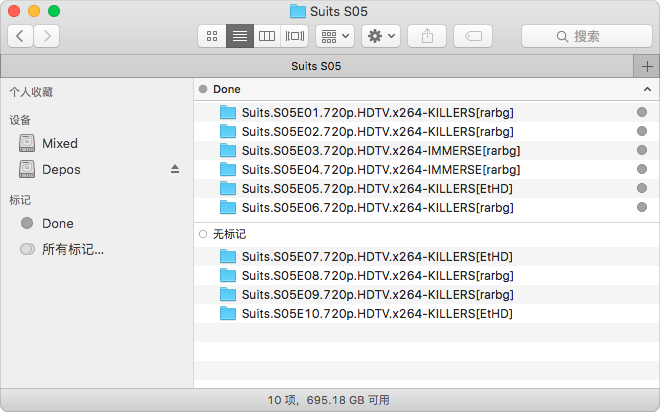 Suits S05
搜索
Suits S05
个人收藏
设备
Mixed
Depos
标记
Done
所有标记...
Done
Suits.S05E01.720p.HDTV.x264-KILLERS[rarbg]
Suits.S05E02.720p.HDTV.x264-KILLERS[rarbg]
Suits.S05E03.720p.HDTV.x264-IMMERSE[rarbg]
Suits.S05E04.720p.HDTV.x264-IMMERSE[rarbg]
Suits.S05E05.720p.HDTV.x264-KILLERS[EtHD]
Suits.S05E06.720p.HDTV.x264-KILLERS[rarbg]
无标记
Suits.S05E07.720p.HDTV.x264-KILLERS[EtHD]
Suits.S05E08.720p.HDTV.x264-KILLERS[rarbg]
Suits.S05E09.720p.HDTV.x264-KILLERS[rarbg]
Suits.S05E10.720p.HDTV.x264-KILLERS[EtHD]
10 项，695.18 GB 可用